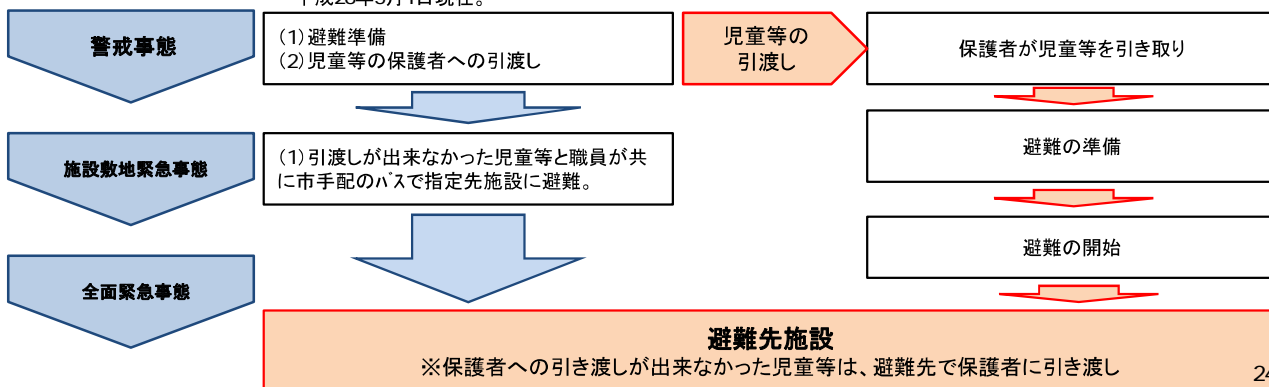 警戒事態
(1)避難準備
(2)児童等の保護者への引渡し
児童等の
引渡し
保護者が児童等を引き取り
施設敷地緊急事態
(1)引渡しが出来なかった児童等と職員が共
に市手配のバスで指定先施設に避難。
避難の準備
避難の開始
全面緊急事態
避難先施設
※保護者への引き渡しが出来なかった児童等は、避難先で保護者に引き渡し
24